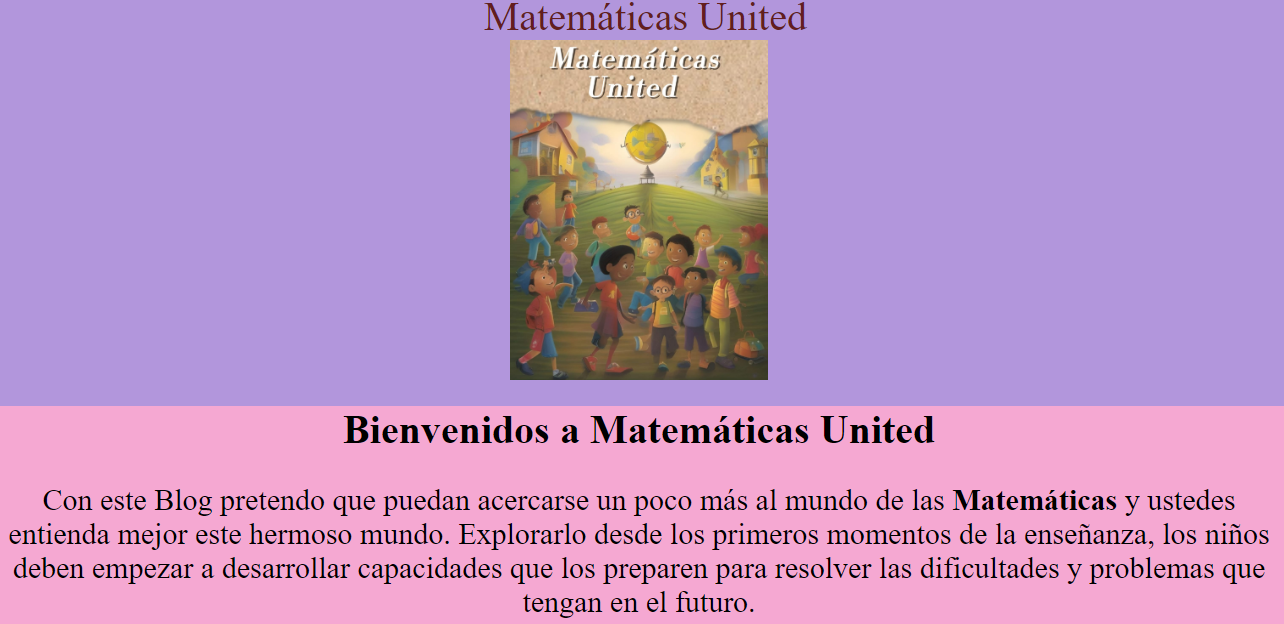 Matemáticas United
Matemáticas
United
Bienvenidos a Matemáticas United
Con este Blog pretendo que puedan acercarse un poco más al mundo de las Matemáticas y ustedes
entienda mejor este hermoso mundo. Explorarlo desde los primeros momentos de la enseñanza, los niños
deben empezar a desarrollar capacidades que los preparen para resolver las dificultades y problemas que
tengan en el futuro.